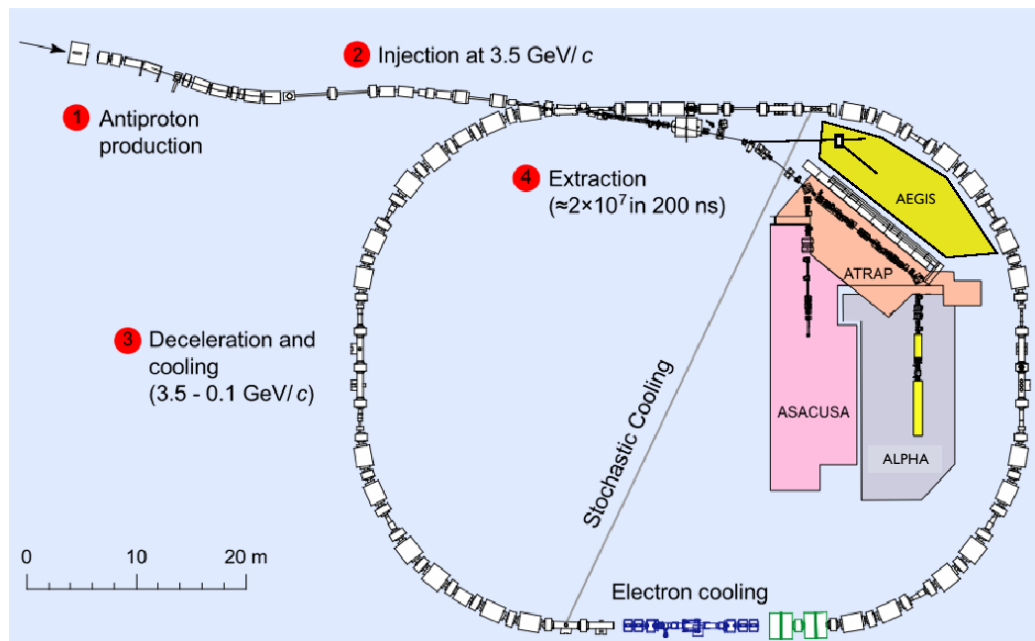 2 Injection at 3.5 GeV/ c
1 Antiproton
production
4 Extraction
(≈2×10⁷ in 200 ns)
AEGIS
ATRAP
3 Deceleration and
cooling
(3.5 - 0.1 GeV/ c)
Stochastic Cooling
ASACUSA
ALPHA
0 10 20 m
Electron cooling